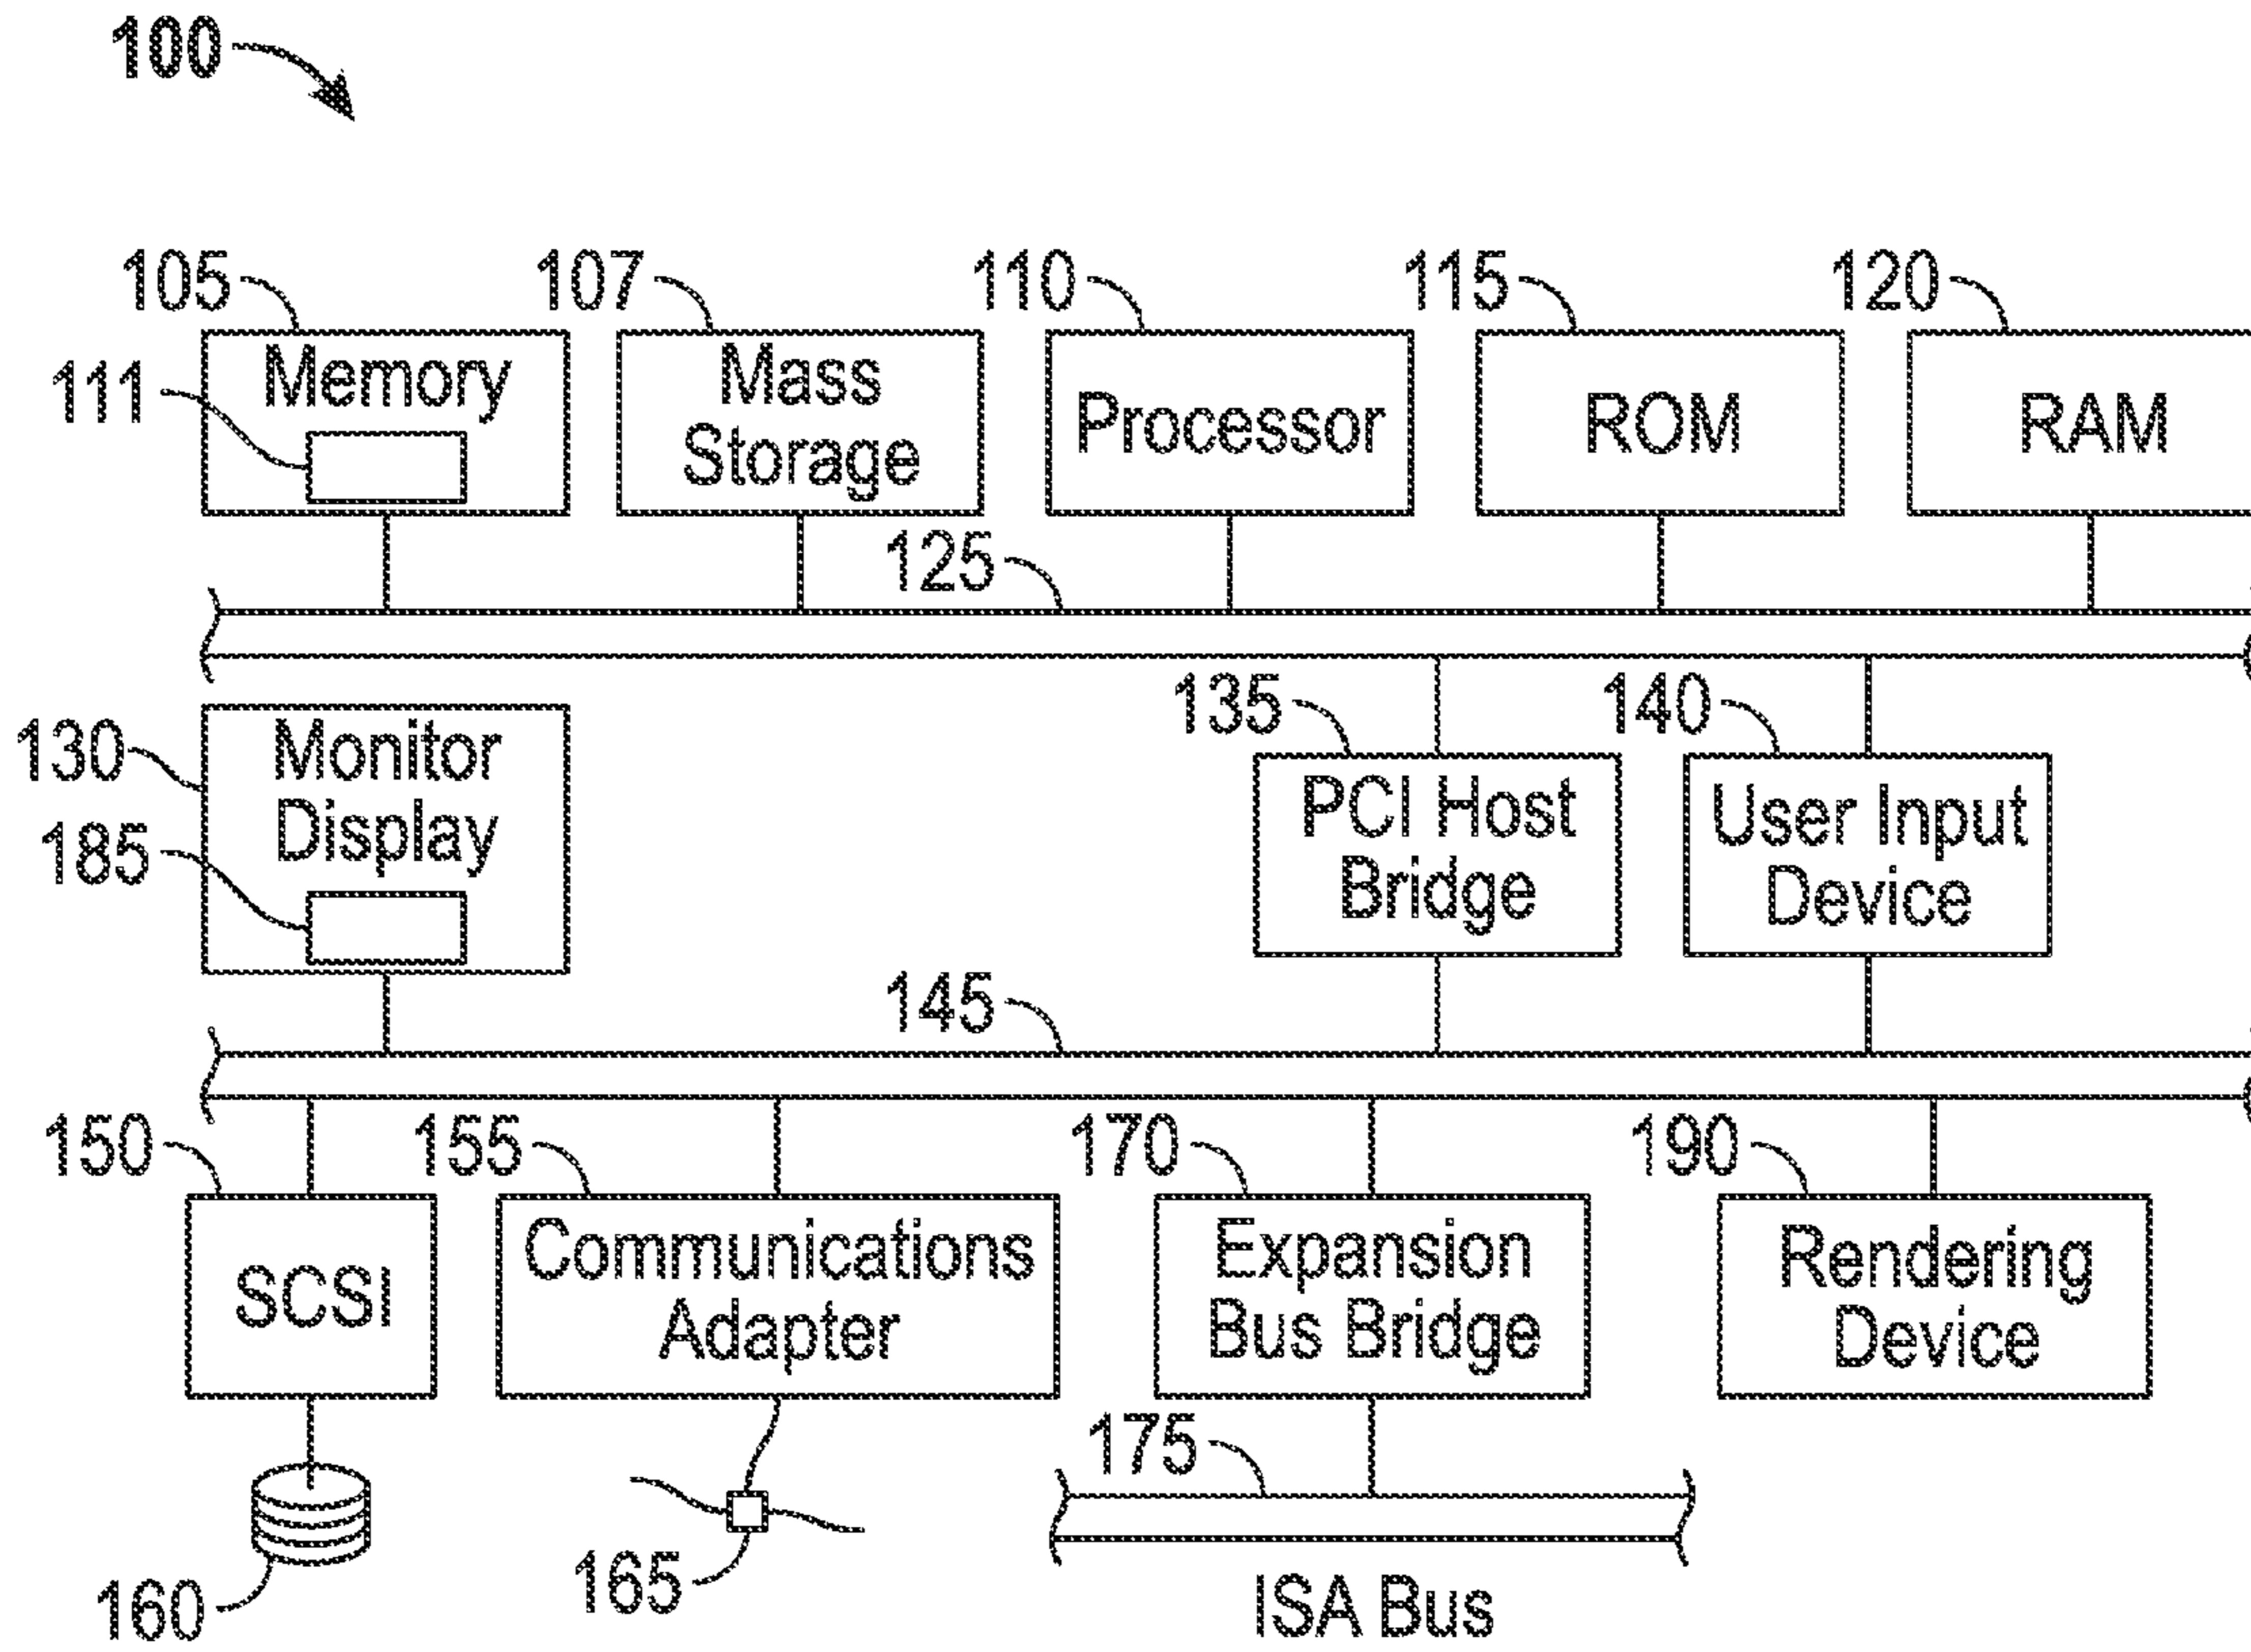 100
105
107
110
115
120
111
Memory
Mass
Storage
Processor
ROM
RAM
125
130
Monitor
Display
185
135
PCI Host
Bridge
140
User Input
Device
145
150
155
170
190
SCSI
Communications
Adapter
Expansion
Bus Bridge
Rendering
Device
160
165
175
ISA Bus